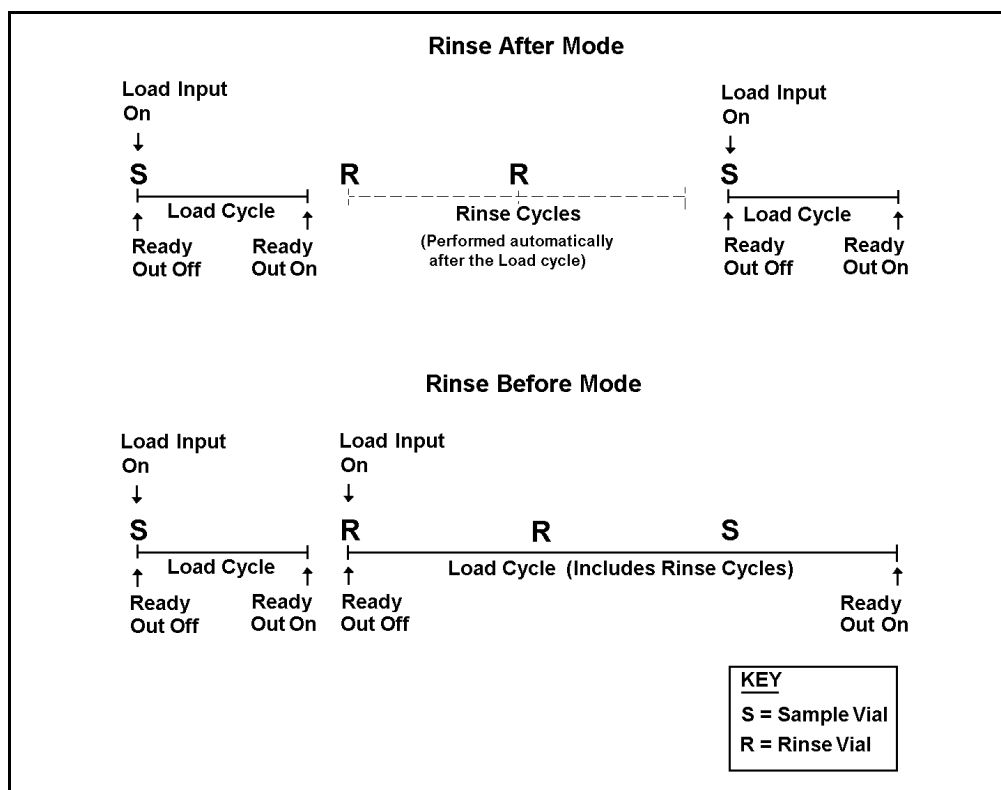 Rinse After Mode
Load Input
On
Load Input
On
S
R
R
S
Load Cycle
Rinse Cycles
Load Cycle
(Performed automatically
after the Load cycle)
Ready
Out Off
Ready
Out On
Ready
Out Off
Ready
Out On
Rinse Before Mode
Load Input
On
Load Input
On
S
R
R
S
Load Cycle
Load Cycle (Includes Rinse Cycles)
Ready
Out Off
Ready
Out On
Ready
Out Off
Ready
Out On
KEY
S = Sample Vial
R = Rinse Vial